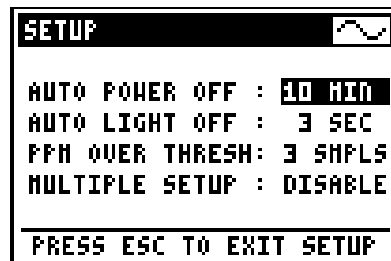 SETUP
AUTO POWER OFF : 10 MIN
AUTO LIGHT OFF : 3 SEC
PPM OVER THRESH: 3 SMPLS
MULTIPLE SETUP : DISABLE
PRESS ESC TO EXIT SETUP